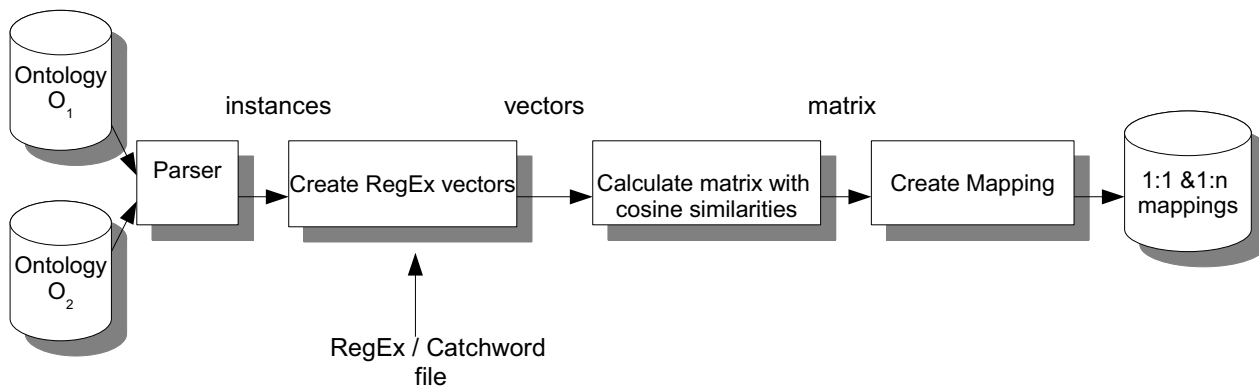 Ontology
O1
instances
vectors
matrix
Parser
Create RegEx vectors
Calculate matrix with
cosine similarities
Create Mapping
1:1 &1:n
mappings
Ontology
O2
RegEx / Catchword
file